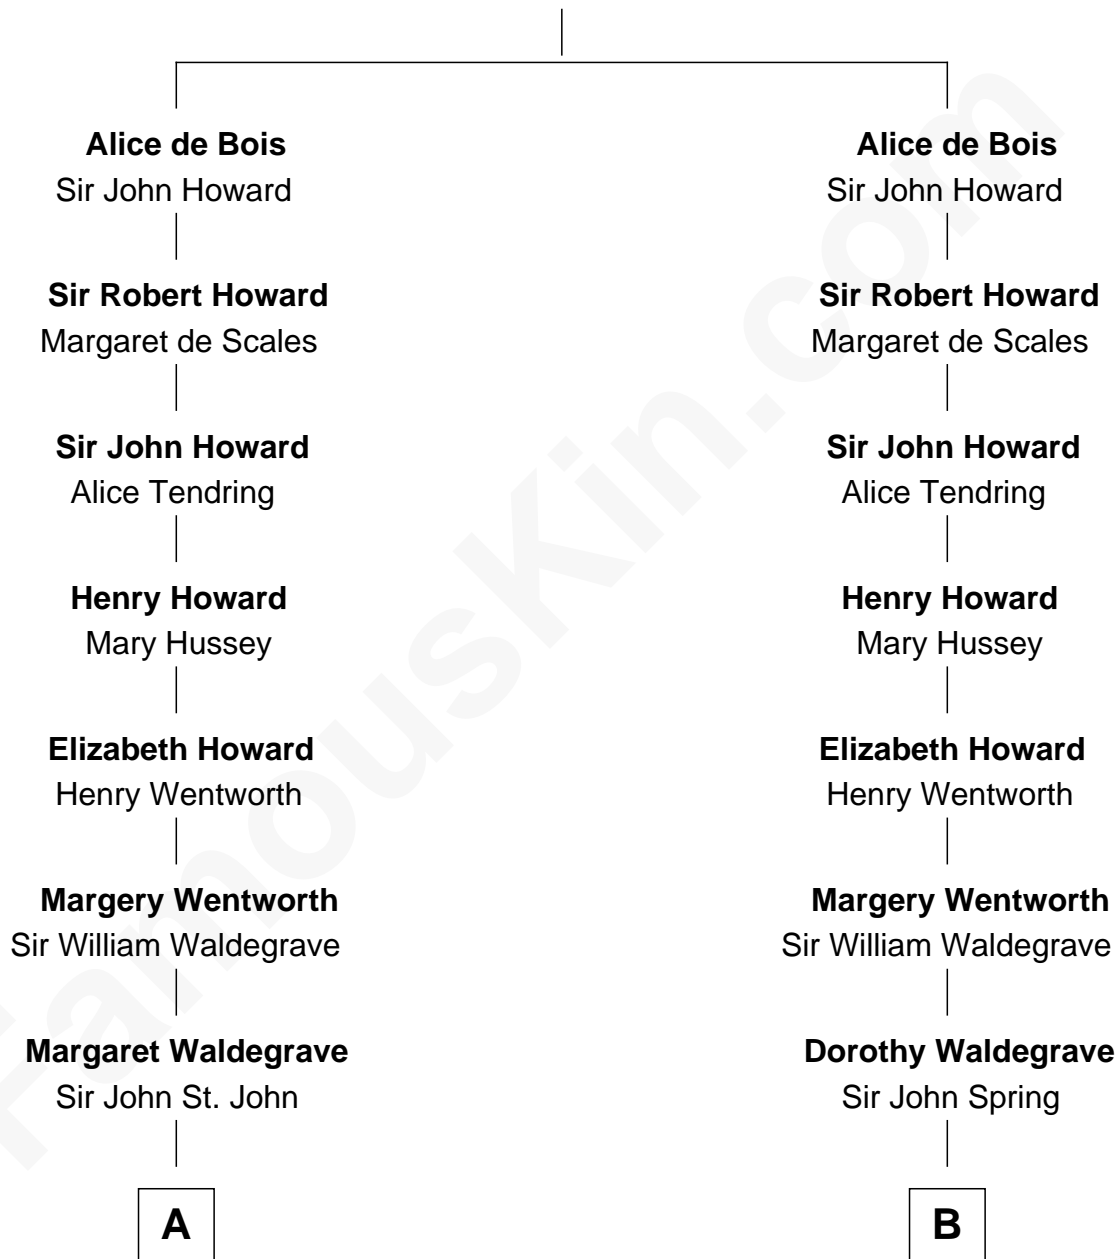 Alice de Bois
Sir John Howard
Sir Robert Howard
Margaret de Scales
Sir John Howard
Alice Tendring
Henry Howard
Mary Hussey
Elizabeth Howard
Henry Wentworth
Margery Wentworth
Sir William Waldegrave
Margaret Waldegrave
Sir John St. John
A
Alice de Bois
Sir John Howard
Sir Robert Howard
Margaret de Scales
Sir John Howard
Alice Tendring
Henry Howard
Mary Hussey
Elizabeth Howard
Henry Wentworth
Margery Wentworth
Sir William Waldegrave
Dorothy Waldegrave
Sir John Spring
B
FamousKin.com